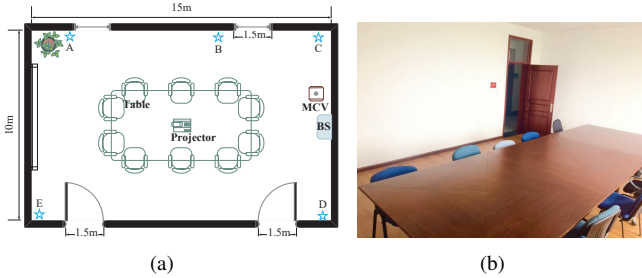 15m
A
B
1.5m
C
10m
Table
MCV
BS
Projector
E
D
1.5m
1.5m
(a)
(b)